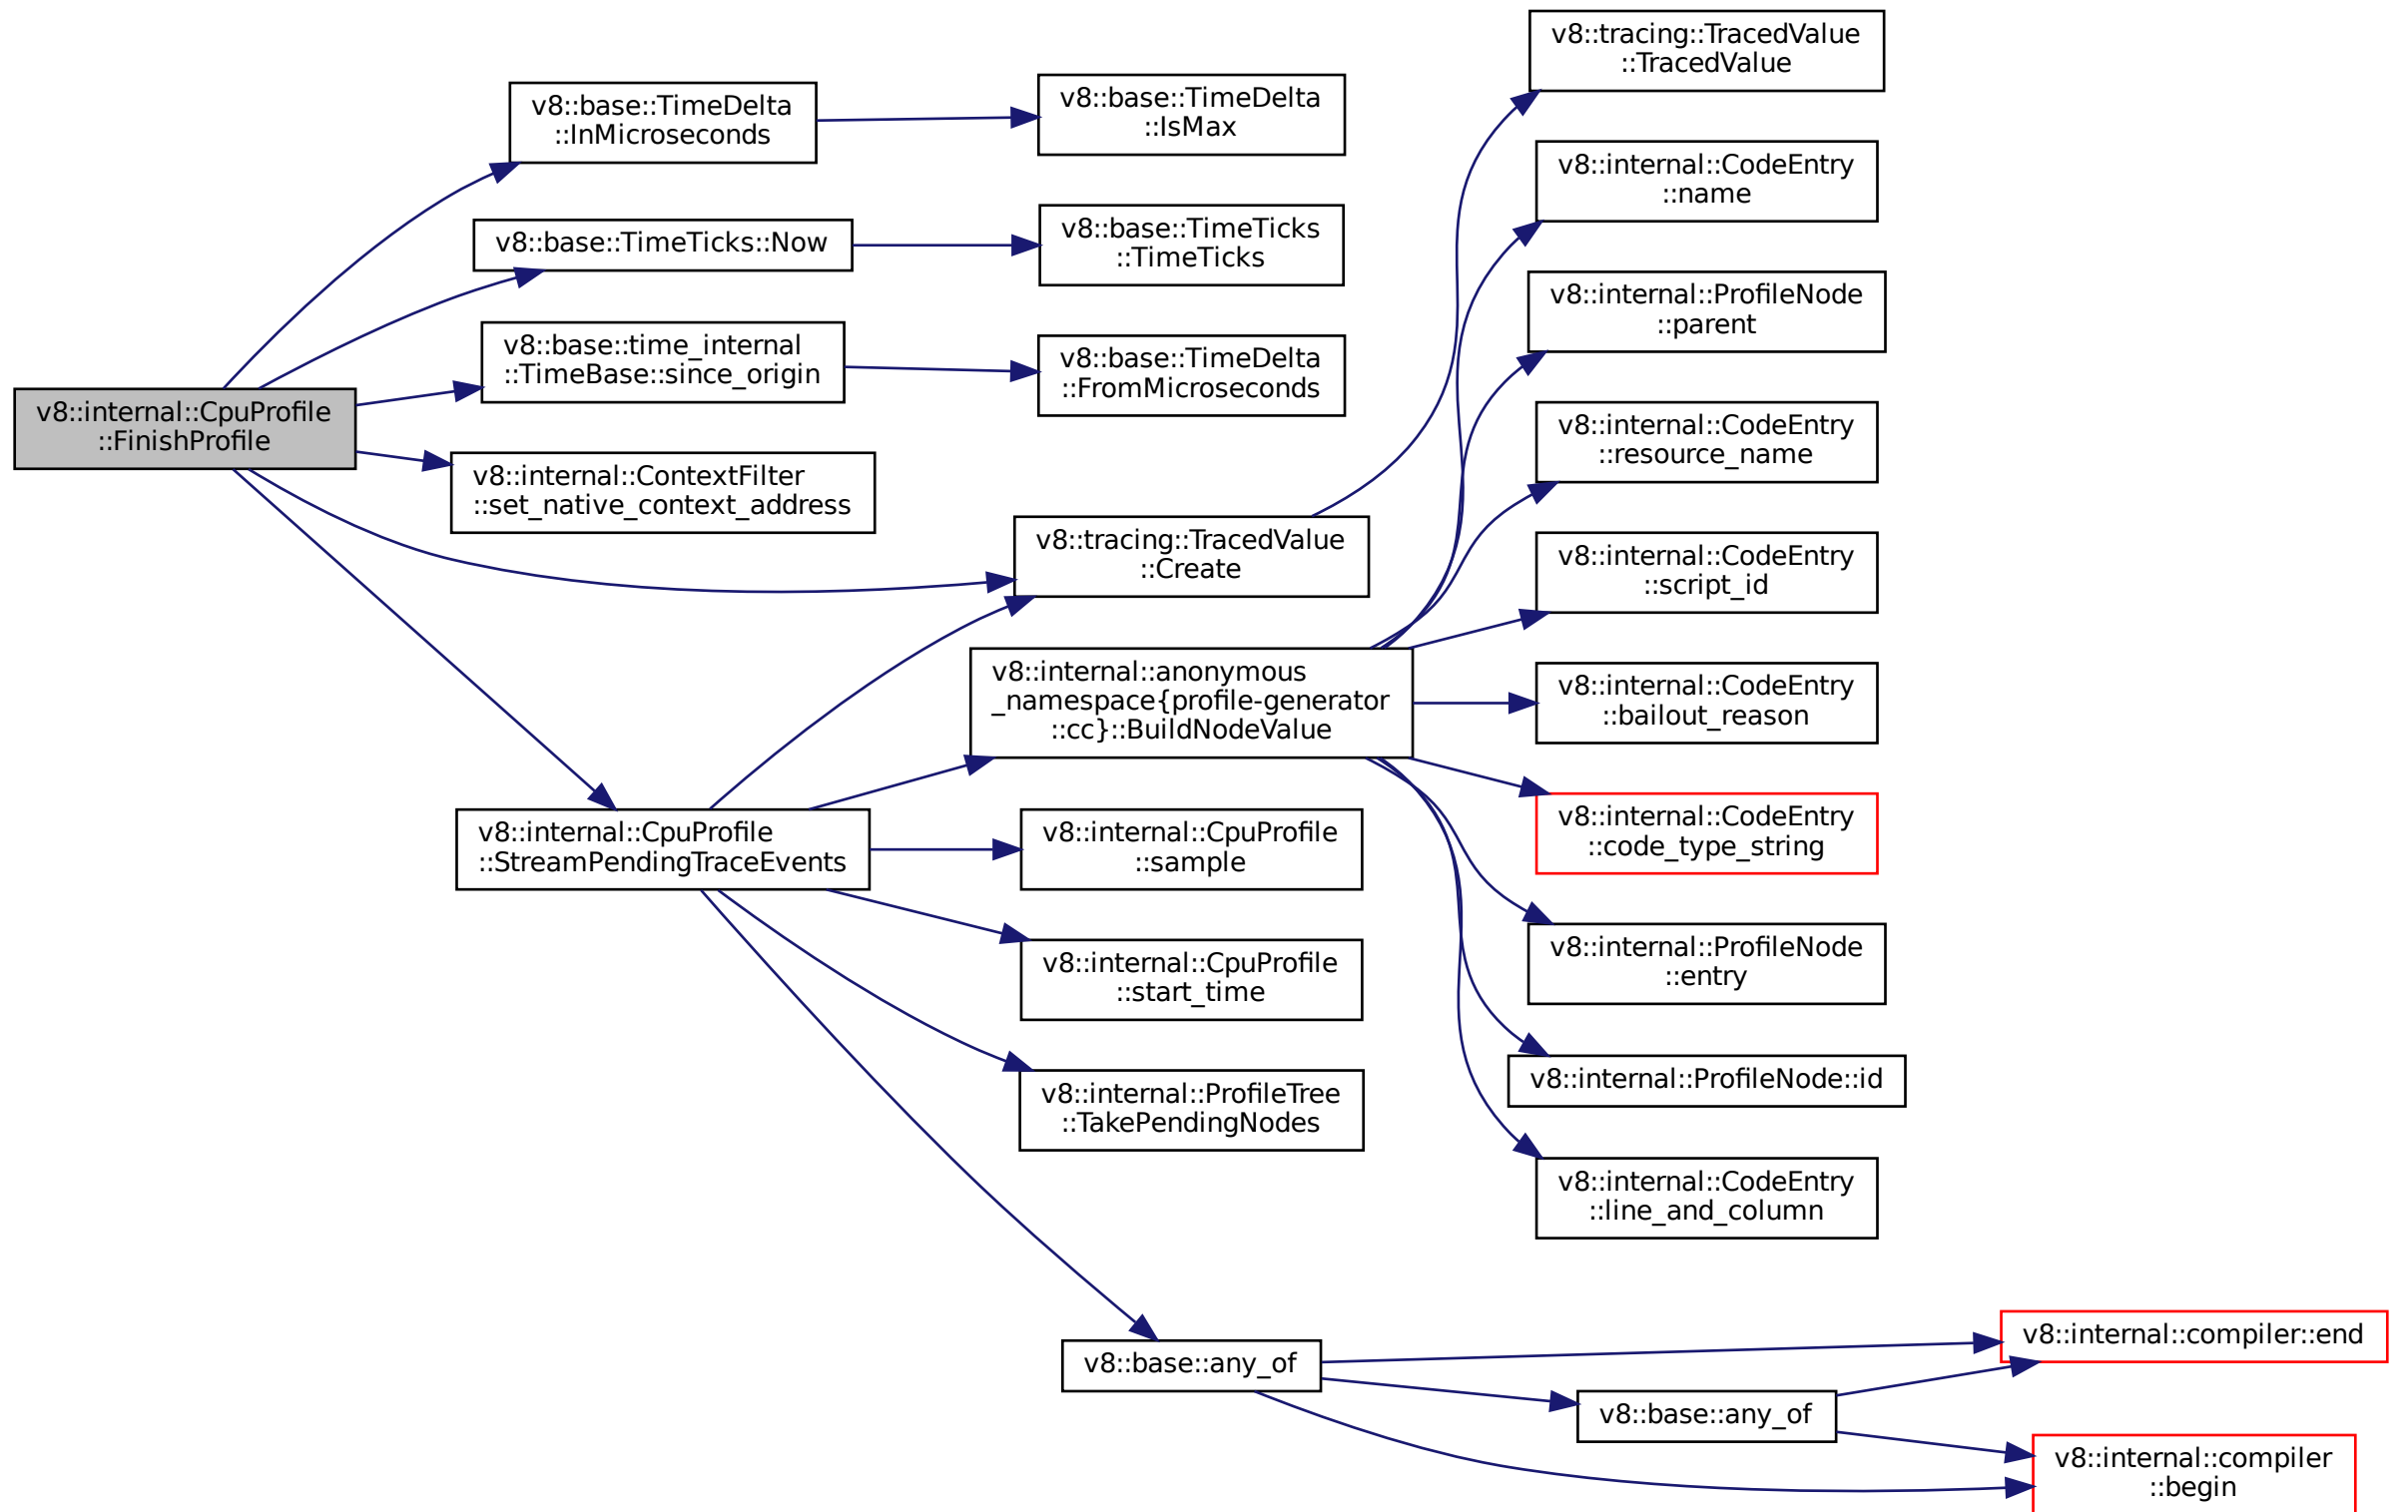 v8::internal::CpuProfile
::FinishProfile
v8::base::TimeDelta
::InMicroseconds
v8::base::TimeTicks::Now
v8::base::time_internal
::TimeBase::since_origin
v8::internal::ContextFilter
::set_native_context_address
v8::internal::CpuProfile
::StreamPendingTraceEvents
v8::base::TimeDelta
::IsMax
v8::base::TimeTicks
::TimeTicks
v8::base::TimeDelta
::FromMicroseconds
v8::tracing::TracedValue
::Create
v8::internal::anonymous
_namespace{profile-generator
::cc}::BuildNodeValue
v8::internal::CpuProfile
::sample
v8::internal::CpuProfile
::start_time
v8::internal::ProfileTree
::TakePendingNodes
v8::base::any_of
v8::tracing::TracedValue
::TracedValue
v8::internal::CodeEntry
::name
v8::internal::ProfileNode
::parent
v8::internal::CodeEntry
::resource_name
v8::internal::CodeEntry
::script_id
v8::internal::CodeEntry
::bailout_reason
v8::internal::CodeEntry
::code_type_string
v8::internal::ProfileNode
::entry
v8::internal::ProfileNode::id
v8::internal::CodeEntry
::line_and_column
v8::base::any_of
v8::internal::compiler::end
v8::internal::compiler
::begin